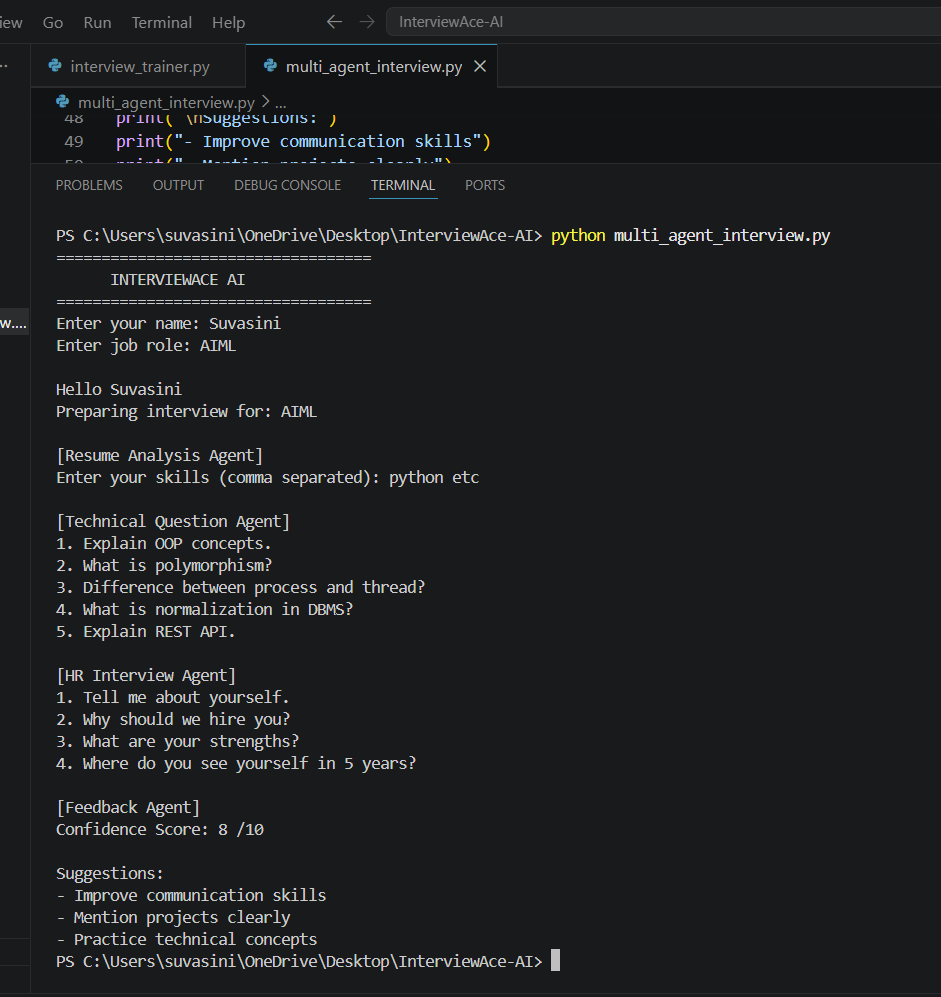 iew Go Run Terminal Help ← → InterviewAce-AI
interview_trainer.py multi_agent_interview.py ×
multi_agent_interview.py > ...
48 print("\nSuggestions:")
49 print("- Improve communication skills")
50 print("- Mention projects clearly")
PROBLEMS OUTPUT DEBUG CONSOLE TERMINAL PORTS
PS C:\Users\suvasini\OneDrive\Desktop\InterviewAce-AI> python multi_agent_interview.py
===================================
INTERVIEWACE AI
===================================
w....
Enter your name: Suvasini
Enter job role: AIML
Hello Suvasini
Preparing interview for: AIML
[Resume Analysis Agent]
Enter your skills (comma separated): python etc
[Technical Question Agent]
1. Explain OOP concepts.
2. What is polymorphism?
3. Difference between process and thread?
4. What is normalization in DBMS?
5. Explain REST API.
[HR Interview Agent]
1. Tell me about yourself.
2. Why should we hire you?
3. What are your strengths?
4. Where do you see yourself in 5 years?
[Feedback Agent]
Confidence Score: 8 /10
Suggestions:
- Improve communication skills
- Mention projects clearly
- Practice technical concepts
PS C:\Users\suvasini\OneDrive\Desktop\InterviewAce-AI>